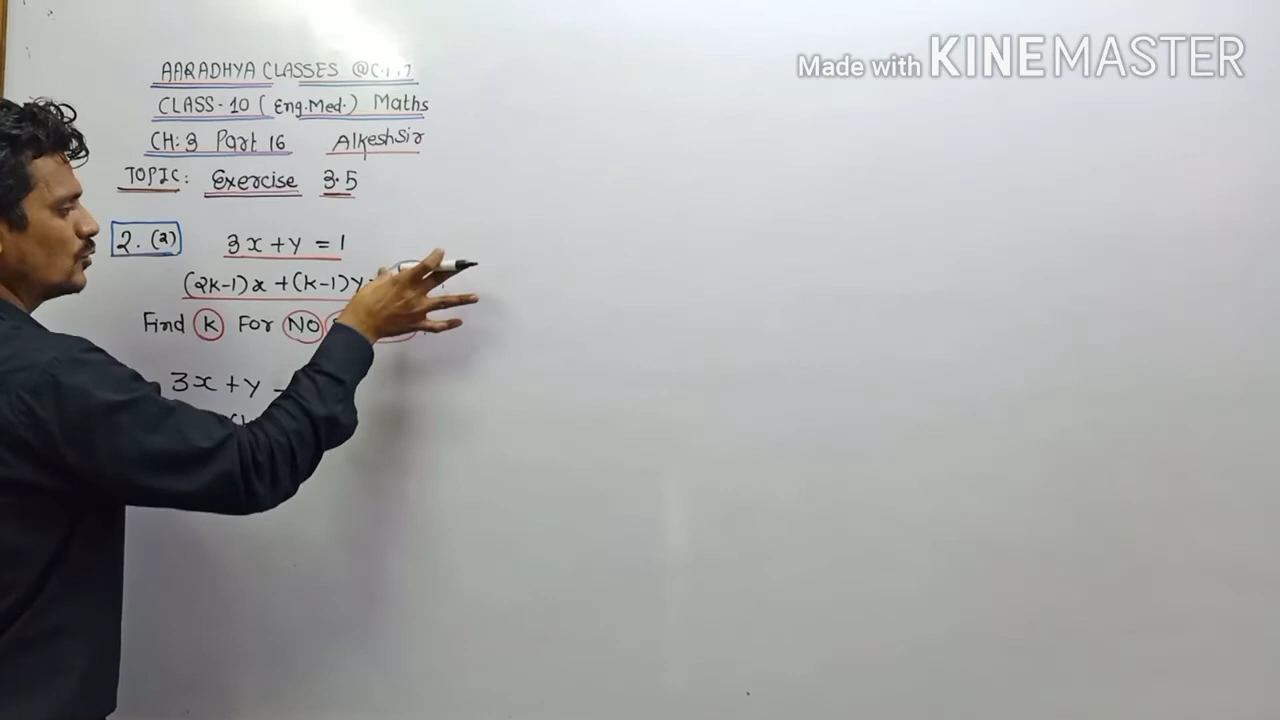 Made with KINEMASTER
AARADHYA CLASSES
CLASS-10 (Eng.Med.) Maths
CH:3 Part 16 AlkeshSir
TOPIC: Exercise 3.5
2. (2) 3x+y = 1
(2k-1)x +(k-1)y
Find k For No
3x + y -